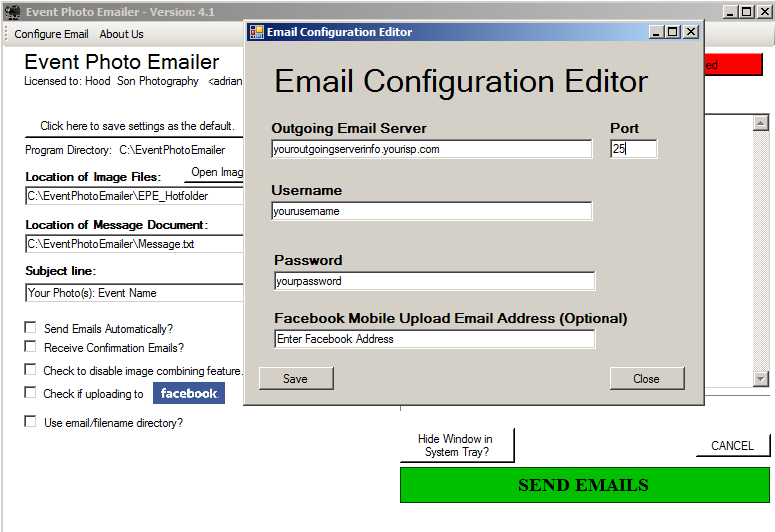 Event Photo Emailer - Version: 4.1
Configure Email About Us
Event Photo Emailer
Licensed to: Hood Son Photography <adrian
Click here to save settings as the default.
Program Directory: C:\EventPhotoEmailer
Open Imag
Location of Image Files:
C:\EventPhotoEmailer\EPE_Hotfolder
Location of Message Document:
C:\EventPhotoEmailer\Message.txt
Subject line:
Your Photo(s): Event Name
Send Emails Automatically?
Receive Confirmation Emails?
Check to disable image combining feature.
Check if uploading to facebook.
Use email/filename directory?
Email Configuration Editor
Email Configuration Editor
Outgoing Email Server Port
youroutgoingserverinfo.yourisp.com 25
Username
yourusername
Password
yourpassword
Facebook Mobile Upload Email Address (Optional)
Enter Facebook Address
Save Close
ed
Hide Window in
System Tray?
CANCEL
SEND EMAILS